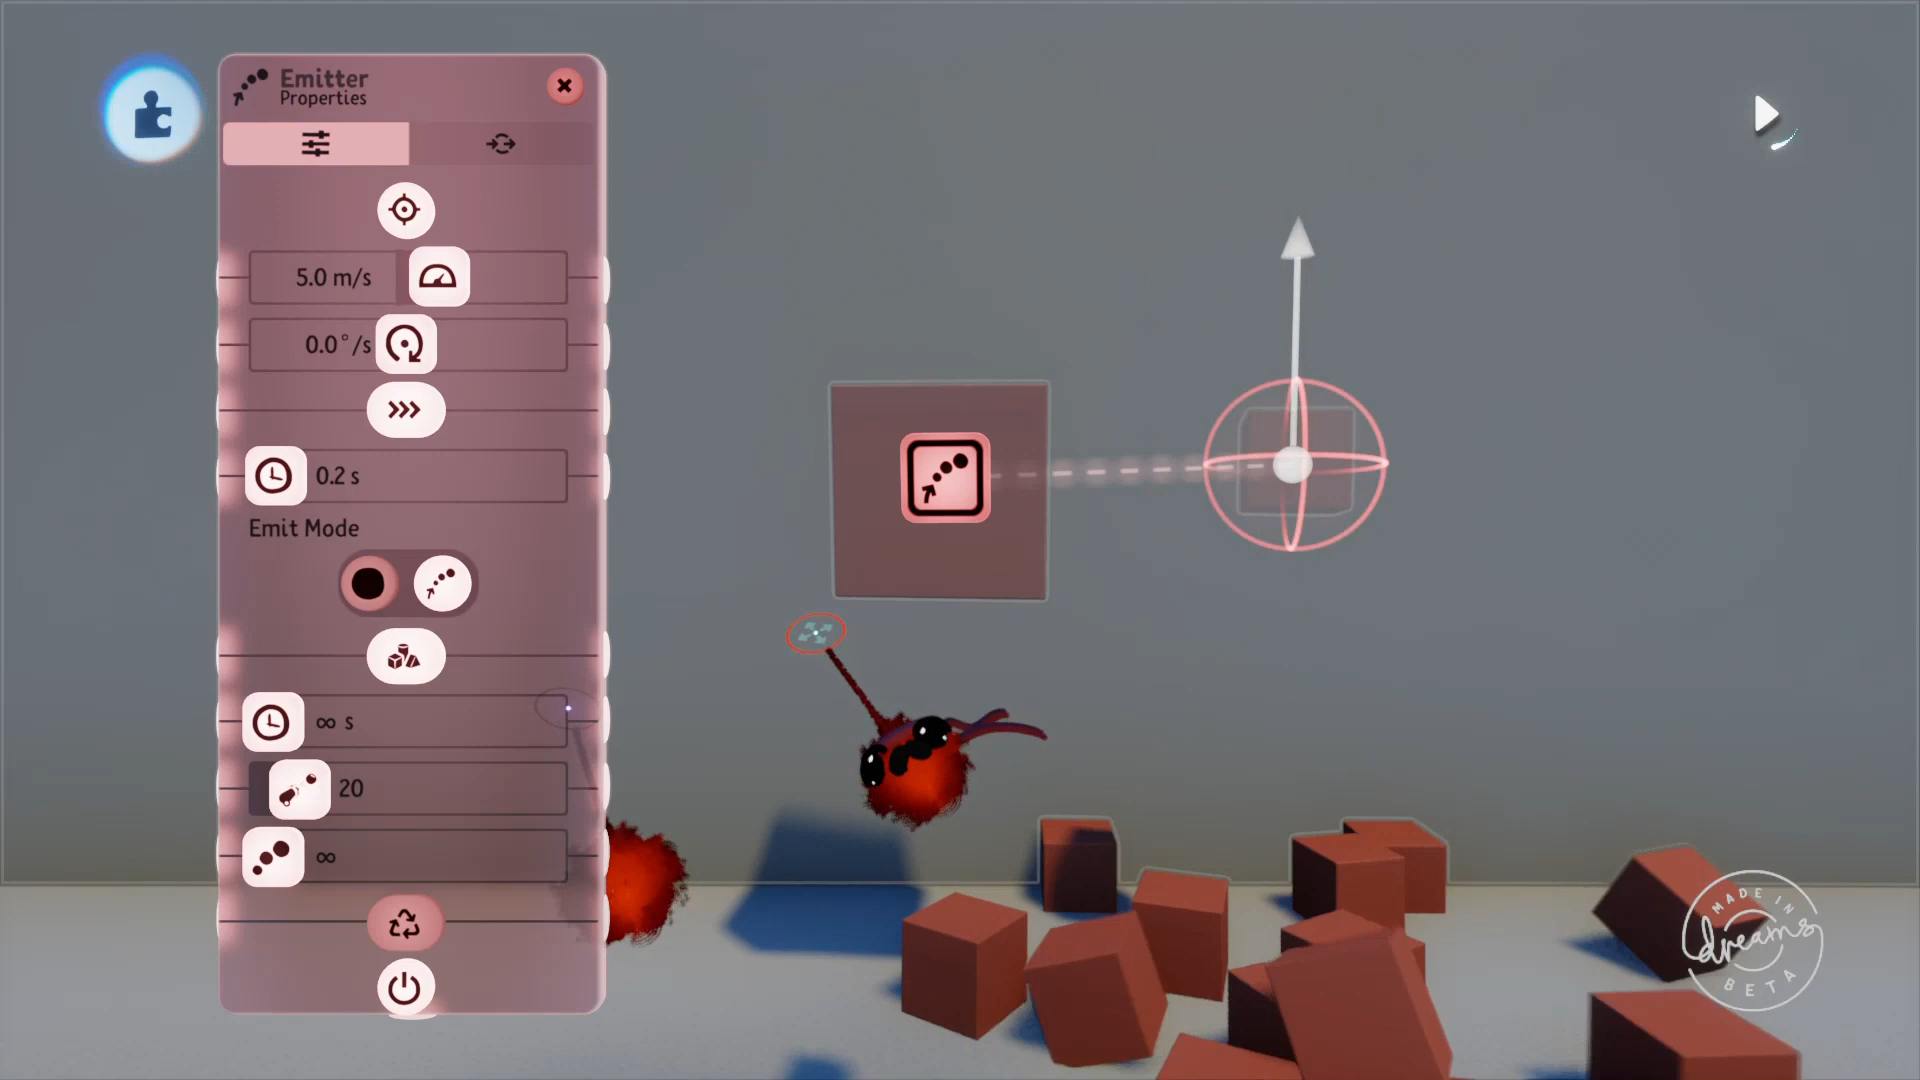 Emitter
Properties
5.0 m/s
0.0°/s
0.2 s
Emit Mode
∞ s
20
∞
MADE IN
dreams
BETA